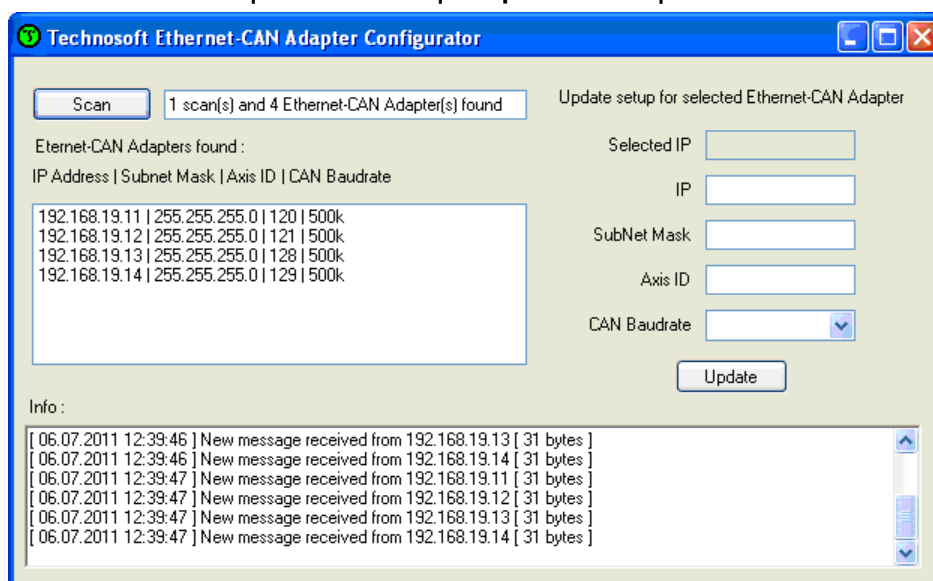 Technosoft Ethernet-CAN Adapter Configurator
Scan
1 scan(s) and 4 Ethernet-CAN Adapter(s) found
Eternet-CAN Adapters found :
IP Address | Subnet Mask | Axis ID | CAN Baudrate
192.168.19.11 | 255.255.255.0 | 120 | 500k
192.168.19.12 | 255.255.255.0 | 121 | 500k
192.168.19.13 | 255.255.255.0 | 128 | 500k
192.168.19.14 | 255.255.255.0 | 129 | 500k
Update setup for selected Ethernet-CAN Adapter
Selected IP
IP
SubNet Mask
Axis ID
CAN Baudrate
Update
Info :
[ 06.07.2011 12:39:46 ] New message received from 192.168.19.13 [ 31 bytes ]
[ 06.07.2011 12:39:46 ] New message received from 192.168.19.14 [ 31 bytes ]
[ 06.07.2011 12:39:47 ] New message received from 192.168.19.11 [ 31 bytes ]
[ 06.07.2011 12:39:47 ] New message received from 192.168.19.12 [ 31 bytes ]
[ 06.07.2011 12:39:47 ] New message received from 192.168.19.13 [ 31 bytes ]
[ 06.07.2011 12:39:47 ] New message received from 192.168.19.14 [ 31 bytes ]